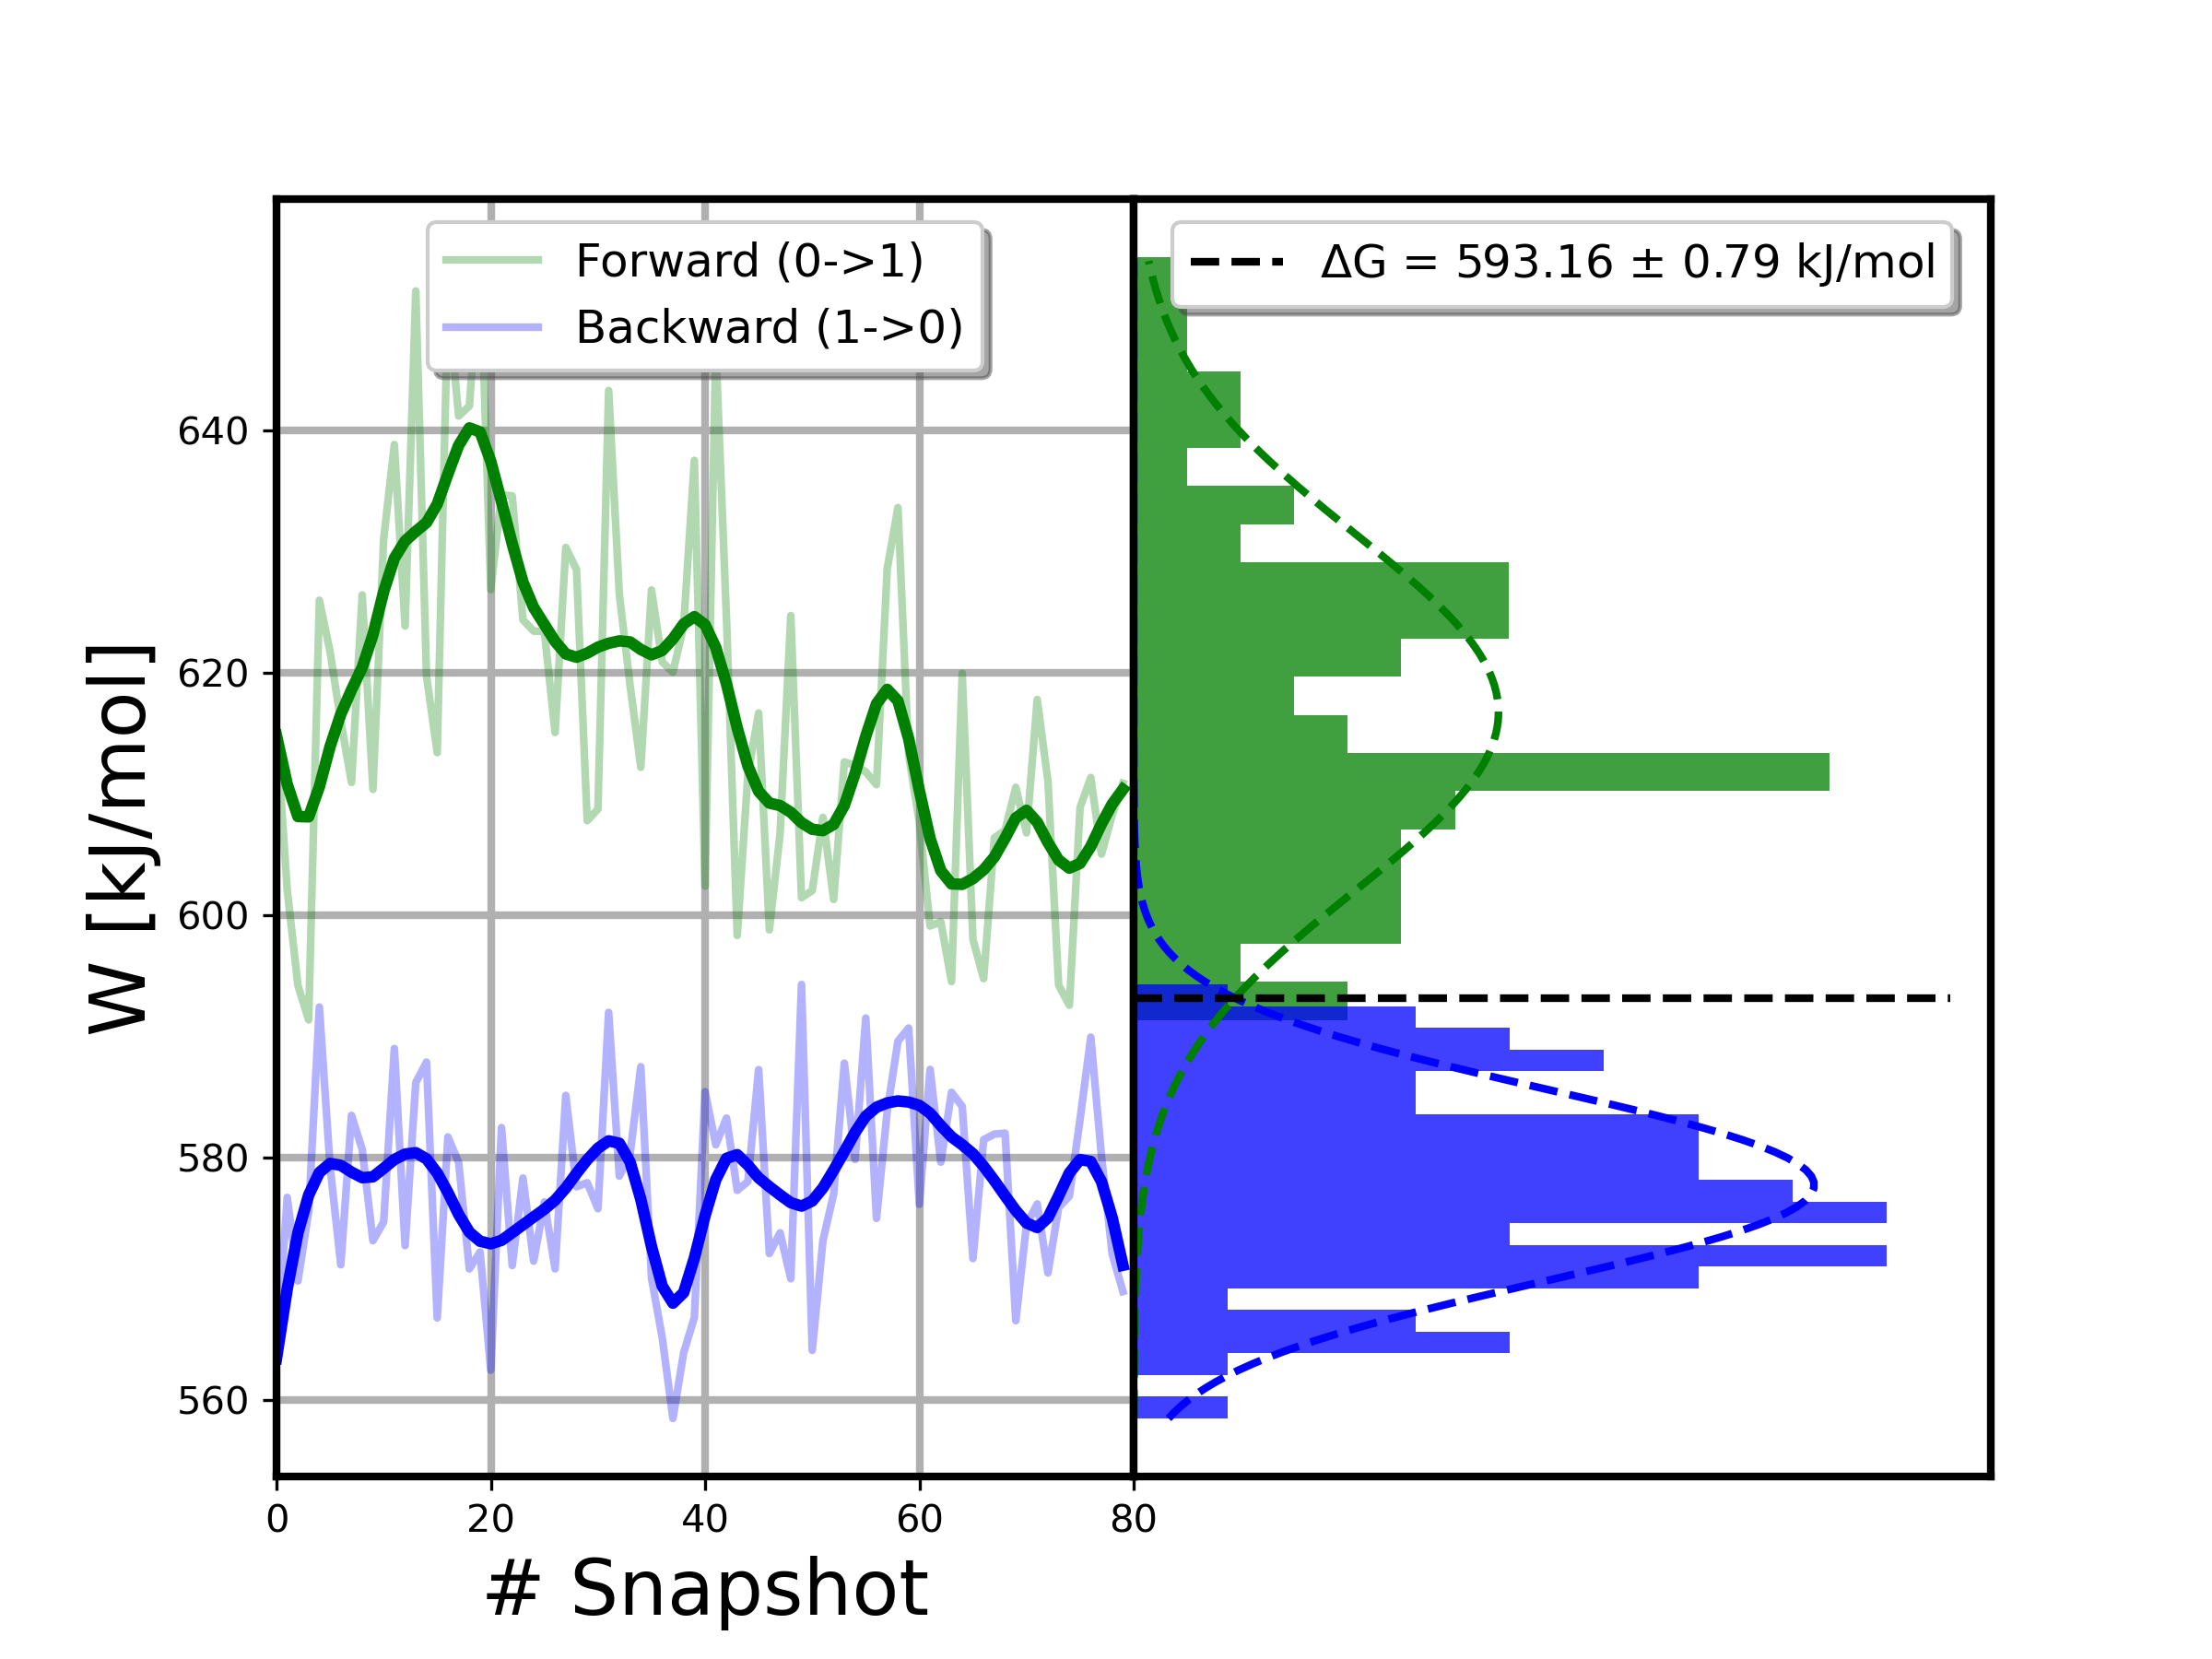 Forward (0->1)
Backward (1->0)
ΔG = 593.16 ± 0.79 kJ/mol
W [kJ/mol]
640
620
600
580
560
0 20 40 60 80
# Snapshot